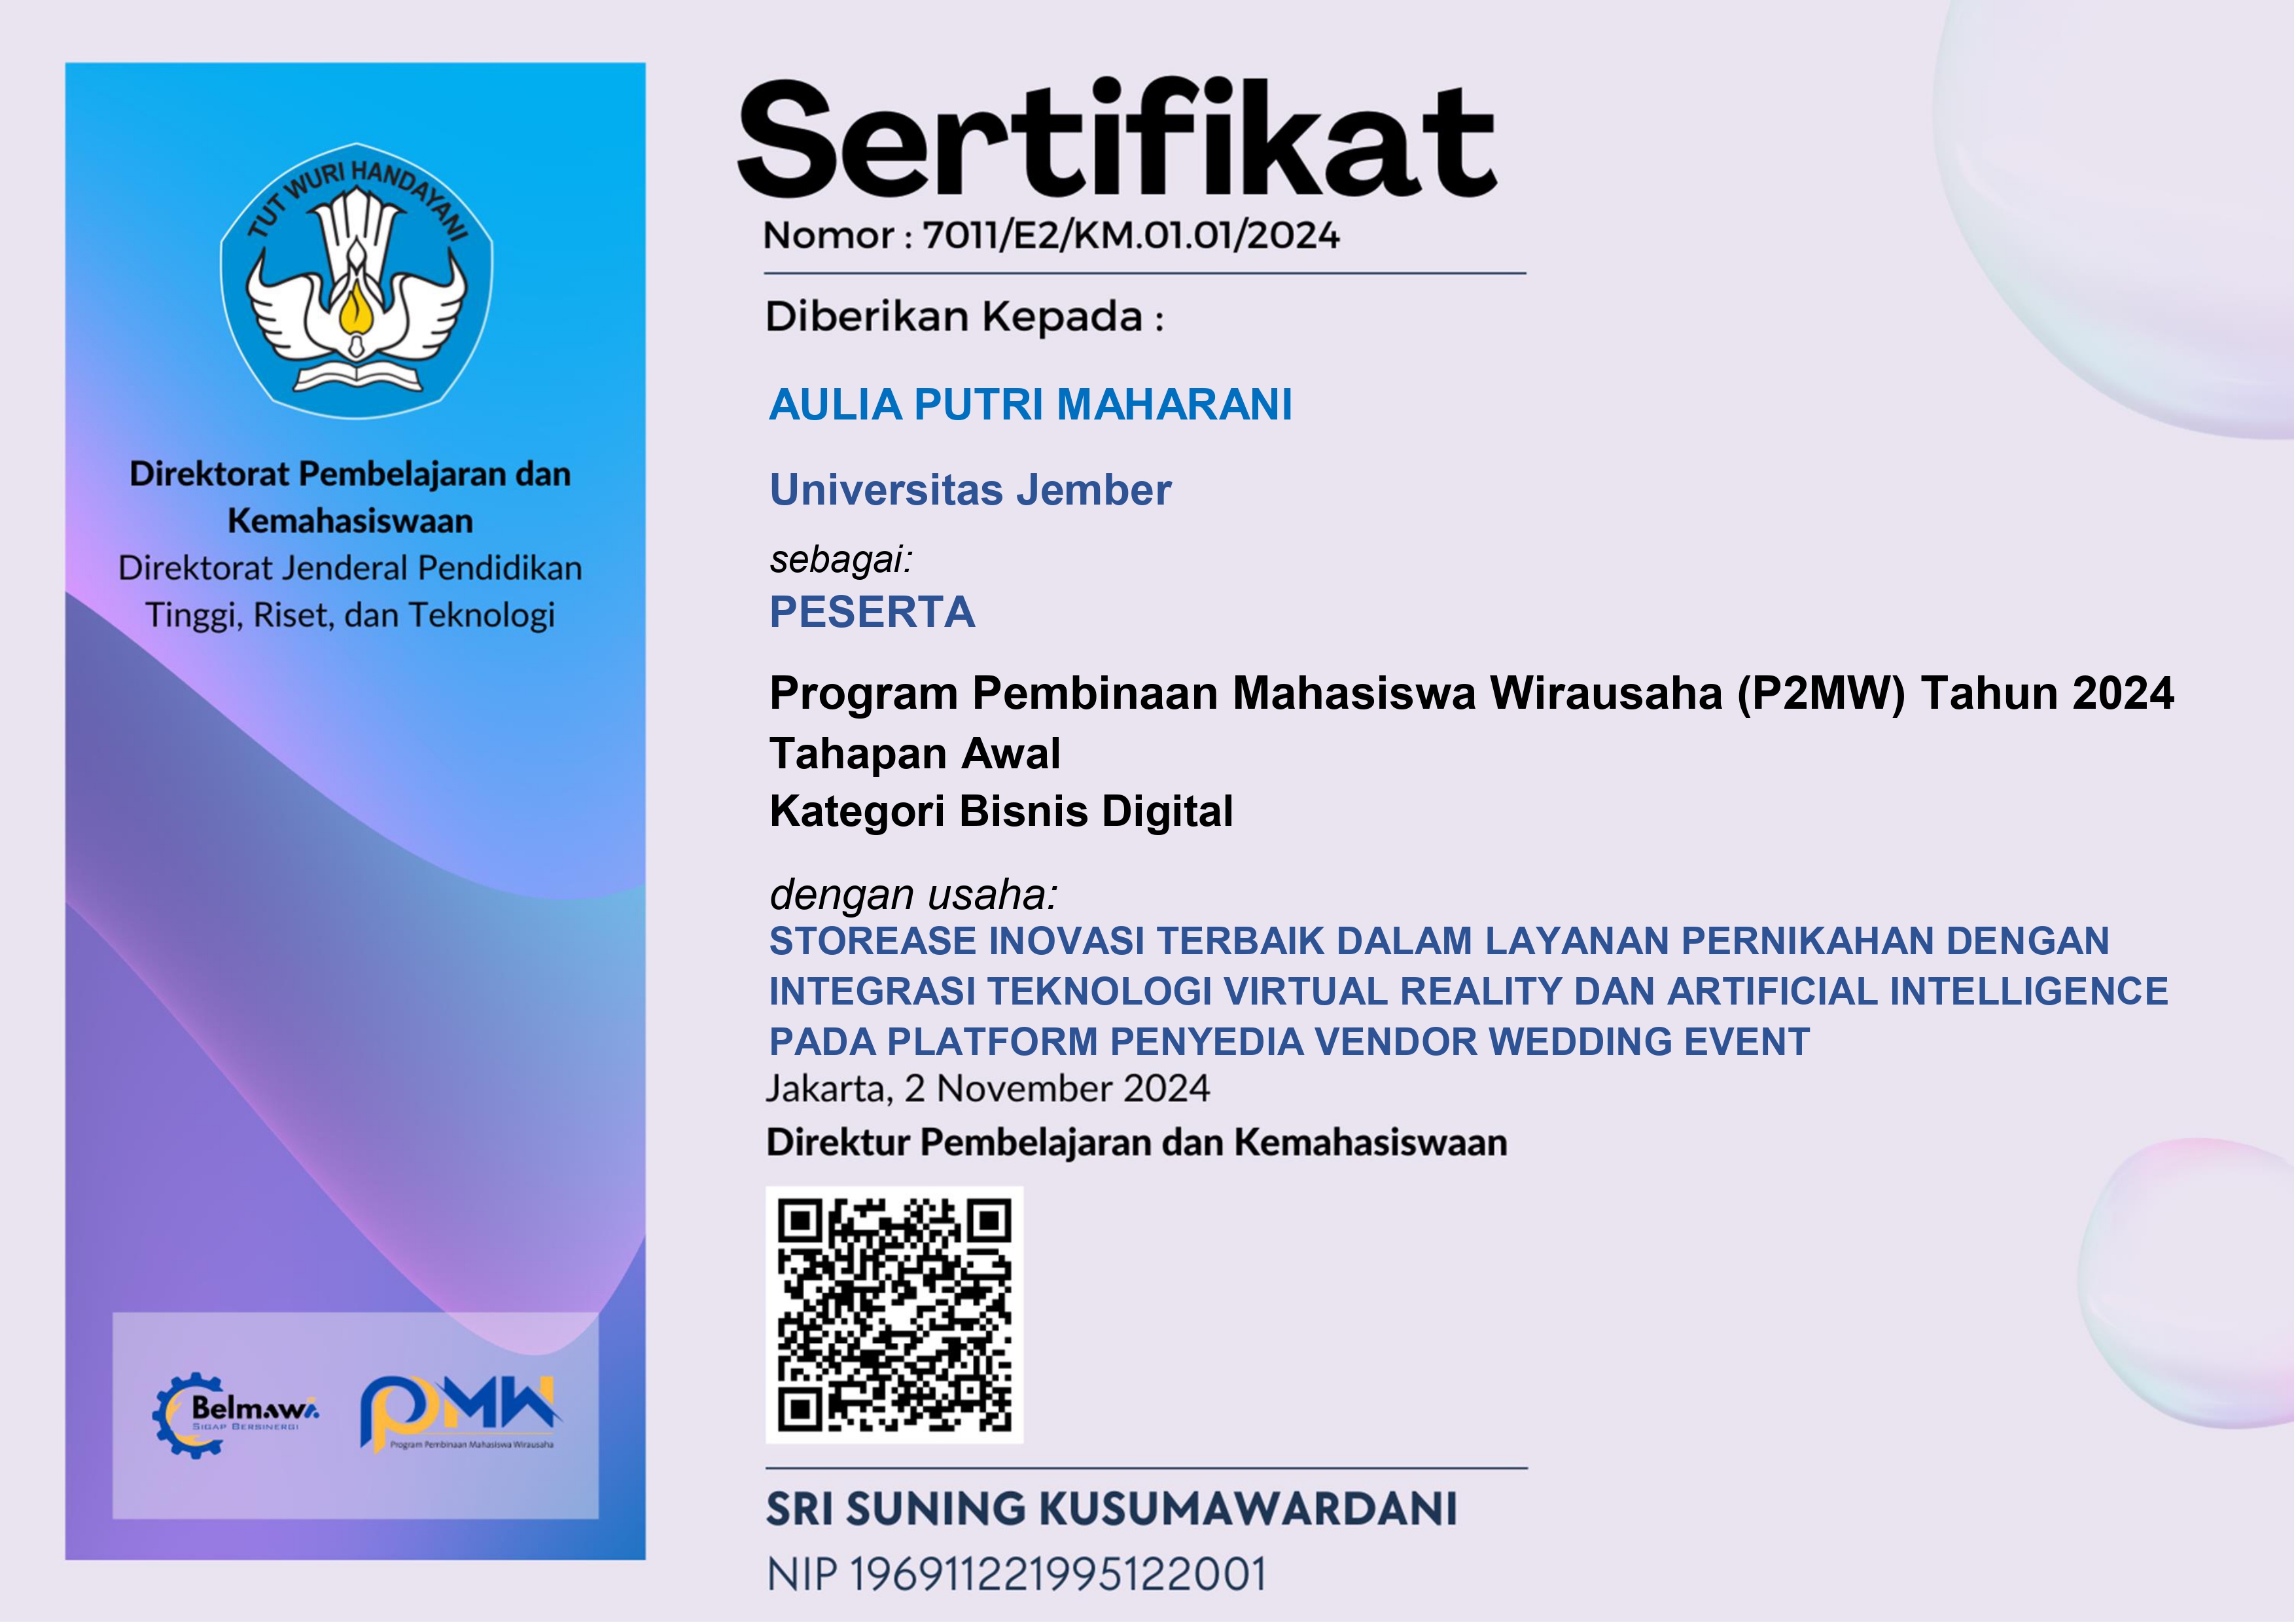 TUT WURI HANDAYANI
Direktorat Pembelajaran dan
Kemahasiswaan
Direktorat Jenderal Pendidikan
Tinggi, Riset, dan Teknologi
Belmawa
SIGAP BERSINERGI
PMW
Program Pembinaan Mahasiswa Wirausaha
Sertifikat
Nomor : 7011/E2/KM.01.01/2024
Diberikan Kepada :
AULIA PUTRI MAHARANI
Universitas Jember
sebagai:
PESERTA
Program Pembinaan Mahasiswa Wirausaha (P2MW) Tahun 2024
Tahapan Awal
Kategori Bisnis Digital
dengan usaha:
STOREASE INOVASI TERBAIK DALAM LAYANAN PERNIKAHAN DENGAN
INTEGRASI TEKNOLOGI VIRTUAL REALITY DAN ARTIFICIAL INTELLIGENCE
PADA PLATFORM PENYEDIA VENDOR WEDDING EVENT
Jakarta, 2 November 2024
Direktur Pembelajaran dan Kemahasiswaan
SRI SUNING KUSUMAWARDANI
NIP 196911221995122001